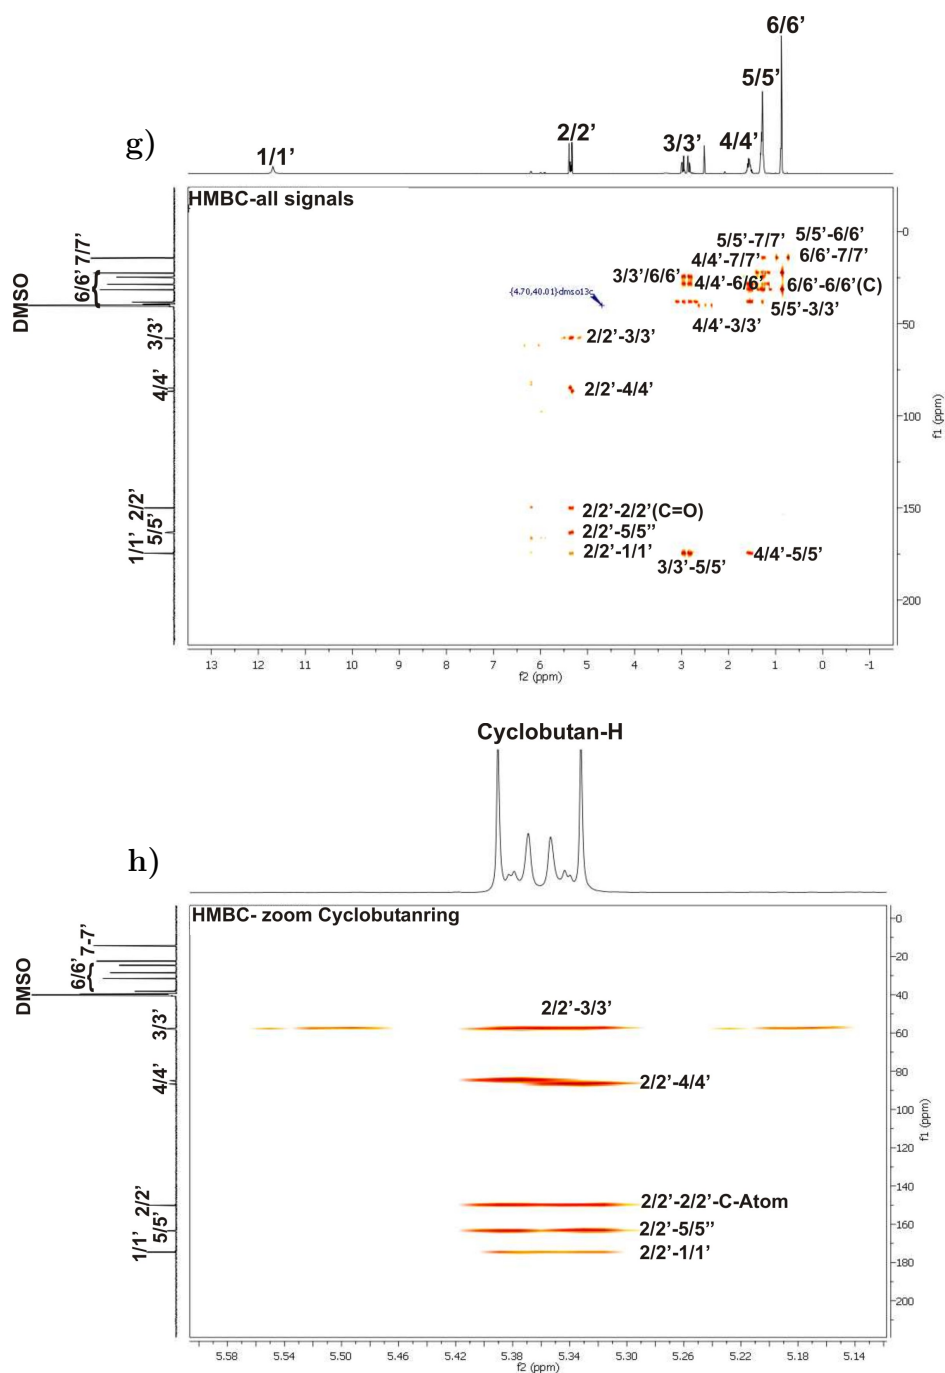 g)
6/6’
5/5’
4/4’
3/3’
2/2’
1/1’
HMBC-all signals
DMSO
6/6’ 7/7’
3/3’
4/4’
5/5’ 2/2’
1/1’
5/5’-7/7’
5/5’-6/6’
4/4’-7/7’
6/6’-7/7’
3/3’/6/6’
4/4’-6/6’
6/6’-6/6’(C)
{4.70,40.01}dmso13c
5/5’-3/3’
4/4’-3/3’
2/2’-3/3’
2/2’-4/4’
2/2’-2/2’(C=O)
2/2’-5/5”
2/2’-1/1’
3/3’-5/5’
4/4’-5/5’
0
50
100
150
200
f1 (ppm)
13 12 11 10 9 8 7 6 5 4 3 2 1 0 -1
f2 (ppm)
Cyclobutan-H
h)
HMBC- zoom Cyclobutanring
DMSO
6/6’ 7-7’
3/3’
4/4’
5/5’ 2/2’
1/1’
2/2’-3/3’
2/2’-4/4’
2/2’-2/2’-C-Atom
2/2’-5/5”
2/2’-1/1’
0
20
40
60
80
100
120
140
160
180
200
f1 (ppm)
5.58 5.54 5.50 5.46 5.42 5.38 5.34 5.30 5.26 5.22 5.18 5.14
f2 (ppm)